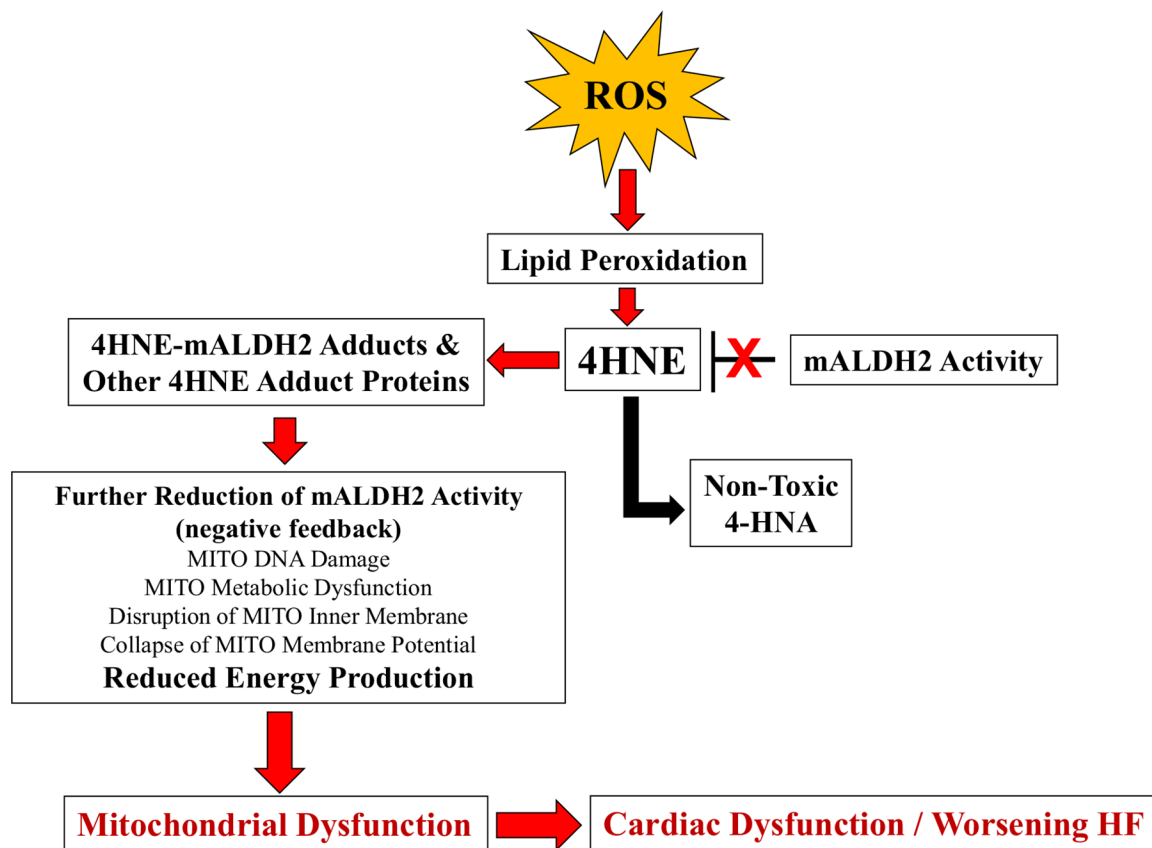 ROS
Lipid Peroxidation
4HNE-mALDH2 Adducts &
Other 4HNE Adduct Proteins
4HNE
X
mALDH2 Activity
Non-Toxic
4-HNA
Further Reduction of mALDH2 Activity
(negative feedback)
MITO DNA Damage
MITO Metabolic Dysfunction
Disruption of MITO Inner Membrane
Collapse of MITO Membrane Potential
Reduced Energy Production
Mitochondrial Dysfunction
Cardiac Dysfunction / Worsening HF